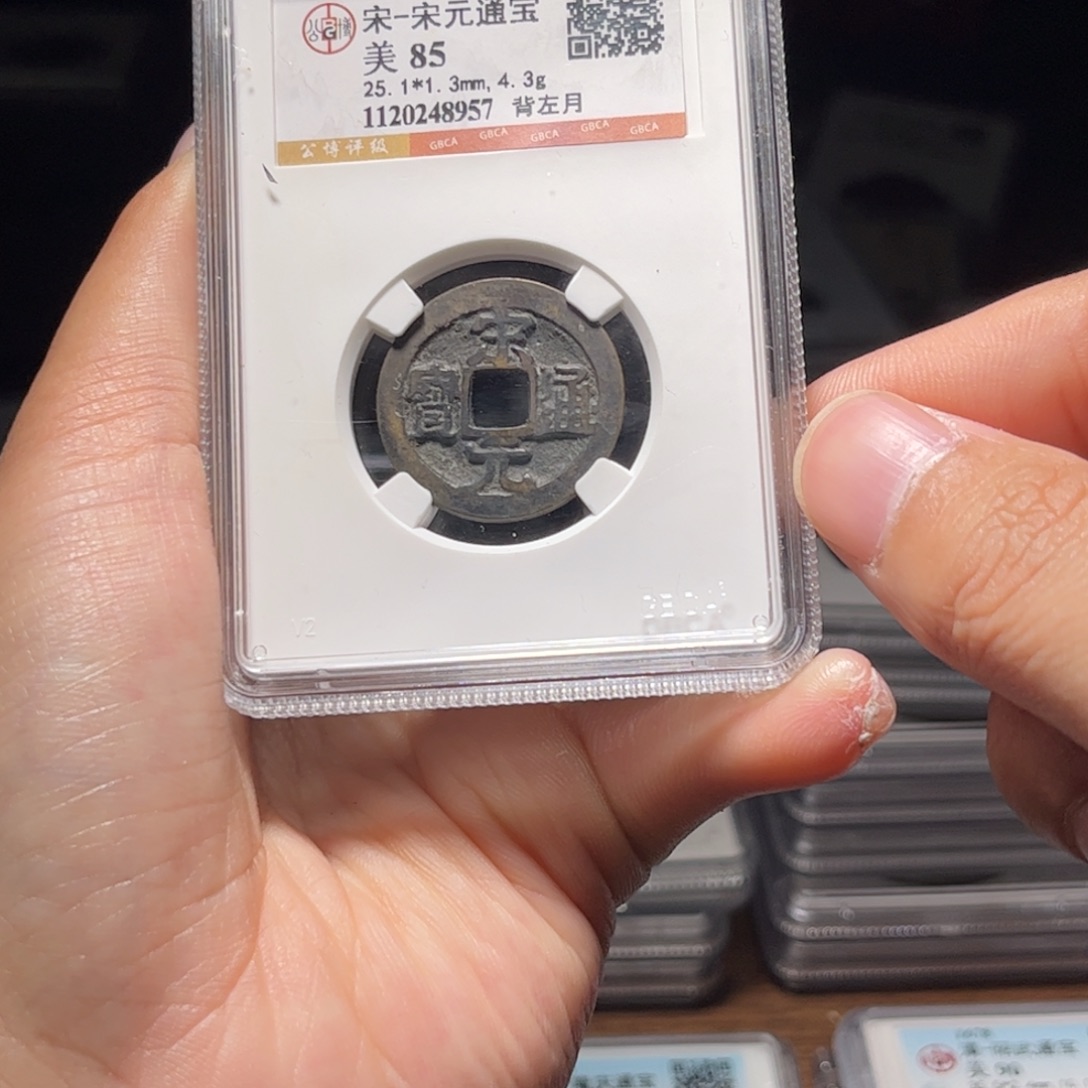 宋-宋元通宝
美 85
25.1*1.3mm,4.3g
1120248957 背左月
公博评级 GBCA GBCA GBCA GBCA GBCA
宋
寶 通
元
V2